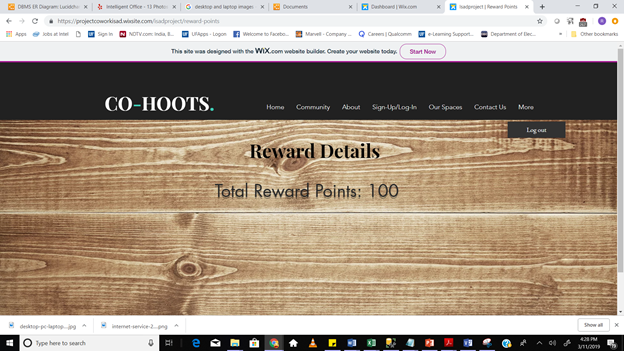 DBMS ER Diagram: Lucidcha
Intelligent Office - 13 Photo
desktop and laptop images
Documents
Dashboard | Wix.com
isadproject | Reward Points
https://projectcoworkisad.wixsite.com/isadproject/reward-points
Apps
Jobs at Intel
Sign In
NDTV.com: India, B
UFApps - Logon
Welcome to Facebo
Marvell - Company
Careers | Qualcomm
e-Learning Support
Department of Elec
Other bookmarks
This site was designed with the WiX.com website builder. Create your website today.
Start Now
CO-HOOTS.
Home
Community
About
Sign-Up/Log-In
Our Spaces
Contact Us
More
Log out
Reward Details
Total Reward Points: 100
desktop-pc-laptop....jpg
internet-service-2....png
Show all
Type here to search
4:28 PM
3/11/2019